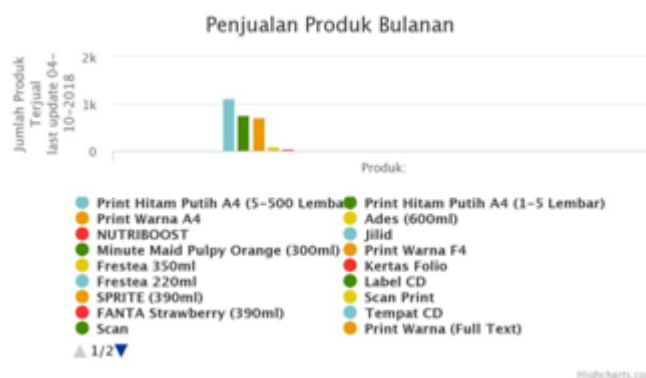 Penjualan Produk Bulanan
Jumlah Produk
Terjual
last update 04-
10-2018
2k
1k
0
Produk:
Print Hitam Putih A4 (5-500 Lemba
Print Hitam Putih A4 (1-5 Lembar)
Print Warna A4
Ades (600ml)
NUTRIBOOST
Jilid
Minute Maid Pulpy Orange (300ml)
Print Warna F4
Frestea 350ml
Kertas Folio
Frestea 220ml
Label CD
SPRITE (390ml)
Scan Print
FANTA Strawberry (390ml)
Tempat CD
Scan
Print Warna (Full Text)
1/2
Highcharts.co